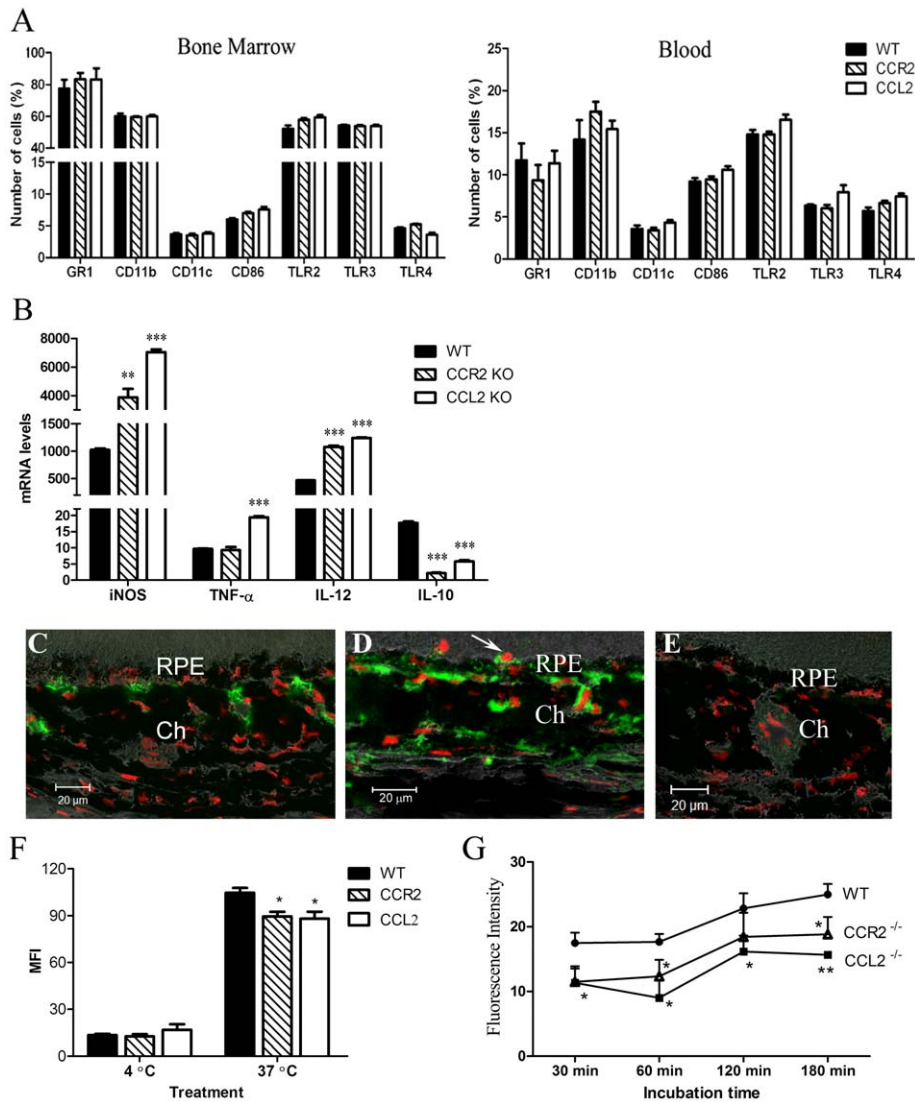 A
Bone Marrow
Number of cells (%)
100
80
60
40
15
10
5
0
GR1 CD11b CD11c CD86 TLR2 TLR3 TLR4
Blood
Number of cells (%)
25
20
15
10
5
0
GR1 CD11b CD11c CD86 TLR2 TLR3 TLR4
WT
CCR2
CCL2
B
mRNA levels
8000
6000
4000
1500
1000
500
20
15
10
5
0
** ***
***
*** ***
*** ***
iNOS TNF-α IL-12 IL-10
WT
CCR2 KO
CCL2 KO
C
RPE
Ch
20 µm
D
RPE
Ch
20 µm
E
RPE
Ch
20 µm
F
MFI
120
90
60
30
0
* *
4 °C 37 °C
Treatment
WT
CCR2
CCL2
G
Fluorescence Intensity
30
20
10
0
WT
CCR2 -/-
CCL2 -/-
* *
* * * **
30 min 60 min 120 min 180 min
Incubation time